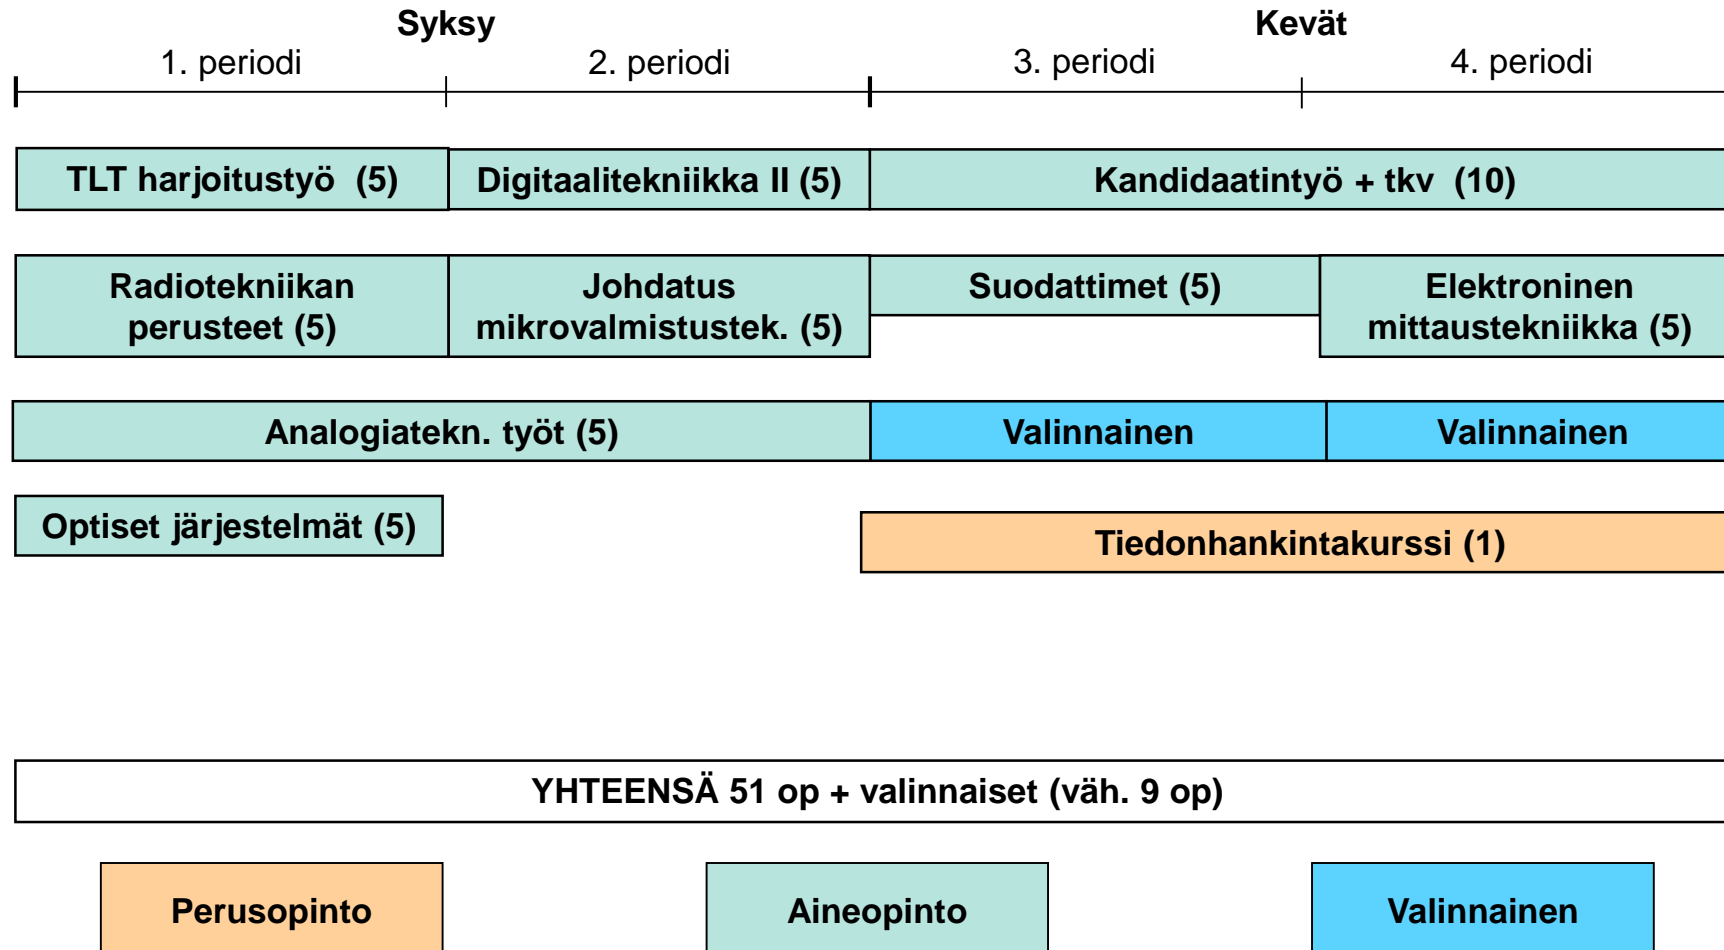 Syksy
Kevät
1. periodi
2. periodi
3. periodi
4. periodi
TLT harjoitustyö (5)
Digitaalitekniikka II (5)
Kandidaatintyö + tkv (10)
Radiotekniikan
perusteet (5)
Johdatus
mikrovalmistustek. (5)
Suodattimet (5)
Elektroninen
mittaustekniikka (5)
Analogiatekn. työt (5)
Valinnainen
Valinnainen
Optiset järjestelmät (5)
Tiedonhankintakurssi (1)
YHTEENSÄ 51 op + valinnaiset (väh. 9 op)
Perusopinto
Aineopinto
Valinnainen